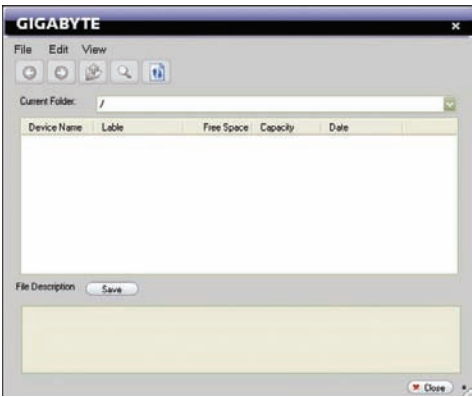 GIGABYTE
File Edit View
Current Folder: /
Device Name Lable Free Space Capacity Date
File Description Save
Close